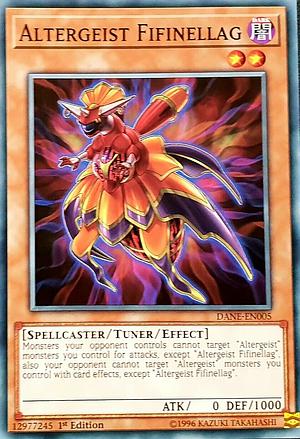 ALTERGEIST FIFINELLAG
DARK
闇
DANE-EN005
[SPELLCASTER/TUNER/EFFECT]
Monsters your opponent controls cannot target "Altergeist"
monsters you control for attacks, except "Altergeist Fifinellag".
also your opponent cannot target "Altergeist" monsters you
control with card effects, except "Altergeist Fifinellag".
ATK/ 0 DEF/1000
12977245 1st Edition ©1996 KAZUKI TAKAHASHI